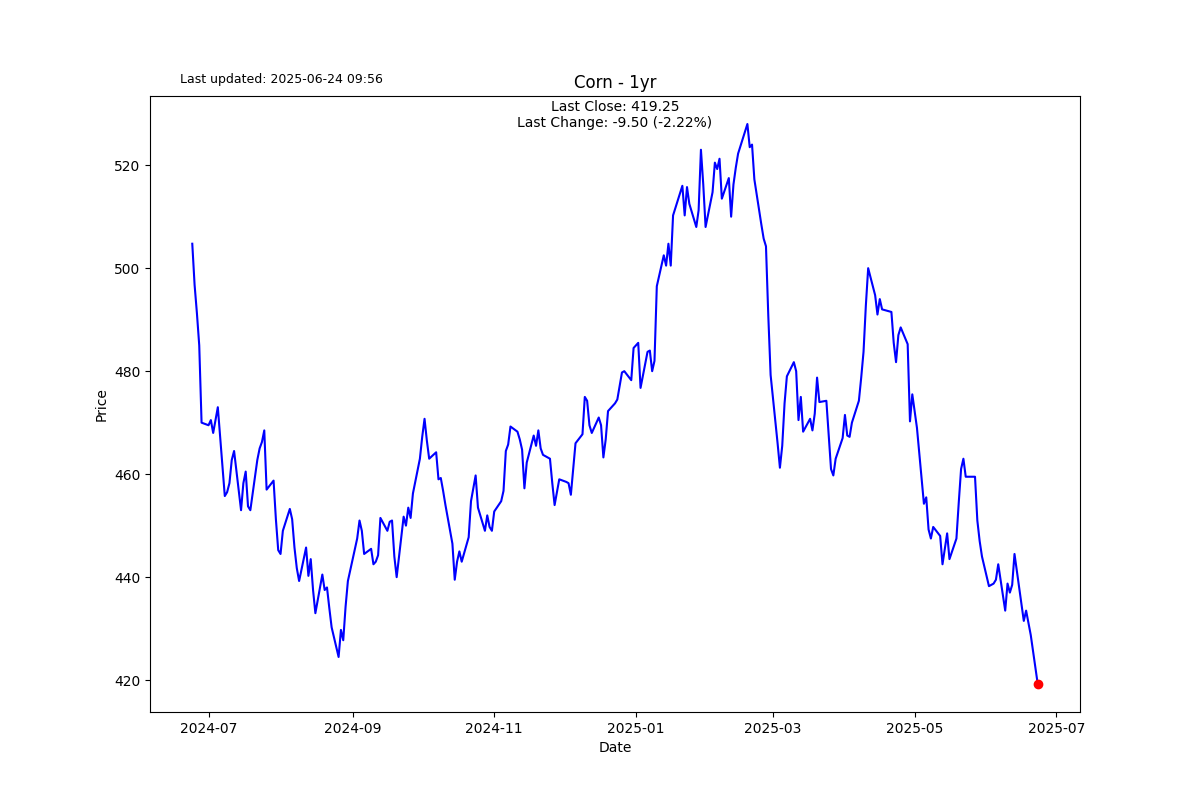 Last updated: 2025-06-24 09:56
Corn - 1yr
Last Close: 419.25
Last Change: -9.50 (-2.22%)
520
500
480
460
440
420
Price
2024-07
2024-09
2024-11
2025-01
2025-03
2025-05
2025-07
Date